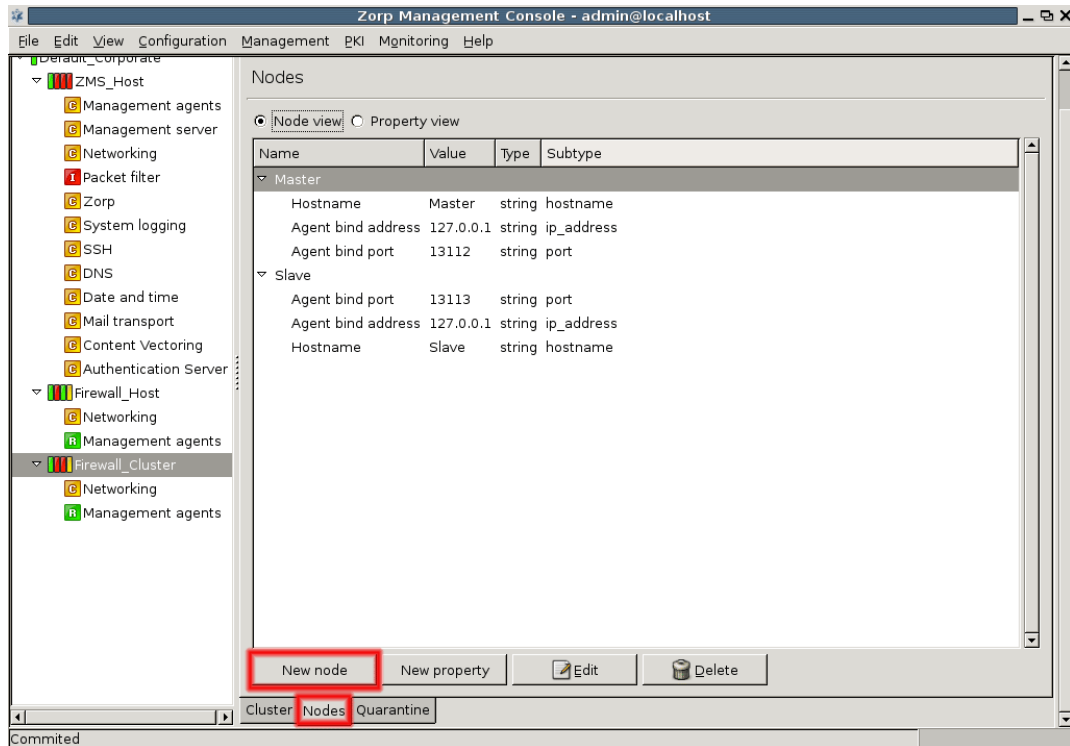 Zorp Management Console - admin@localhost
File Edit View Configuration Management PKI Monitoring Help
Default_Corporate
ZMS_Host
Management agents
Management server
Networking
Packet filter
Zorp
System logging
SSH
DNS
Date and time
Mail transport
Content Vectoring
Authentication Server
Firewall_Host
Networking
Management agents
Firewall_Cluster
Networking
Management agents
Nodes
Node view Property view
Name Value Type Subtype
Master
Hostname Master string hostname
Agent bind address 127.0.0.1 string ip_address
Agent bind port 13112 string port
Slave
Agent bind port 13113 string port
Agent bind address 127.0.0.1 string ip_address
Hostname Slave string hostname
New node New property Edit Delete
Cluster Nodes Quarantine
Commited